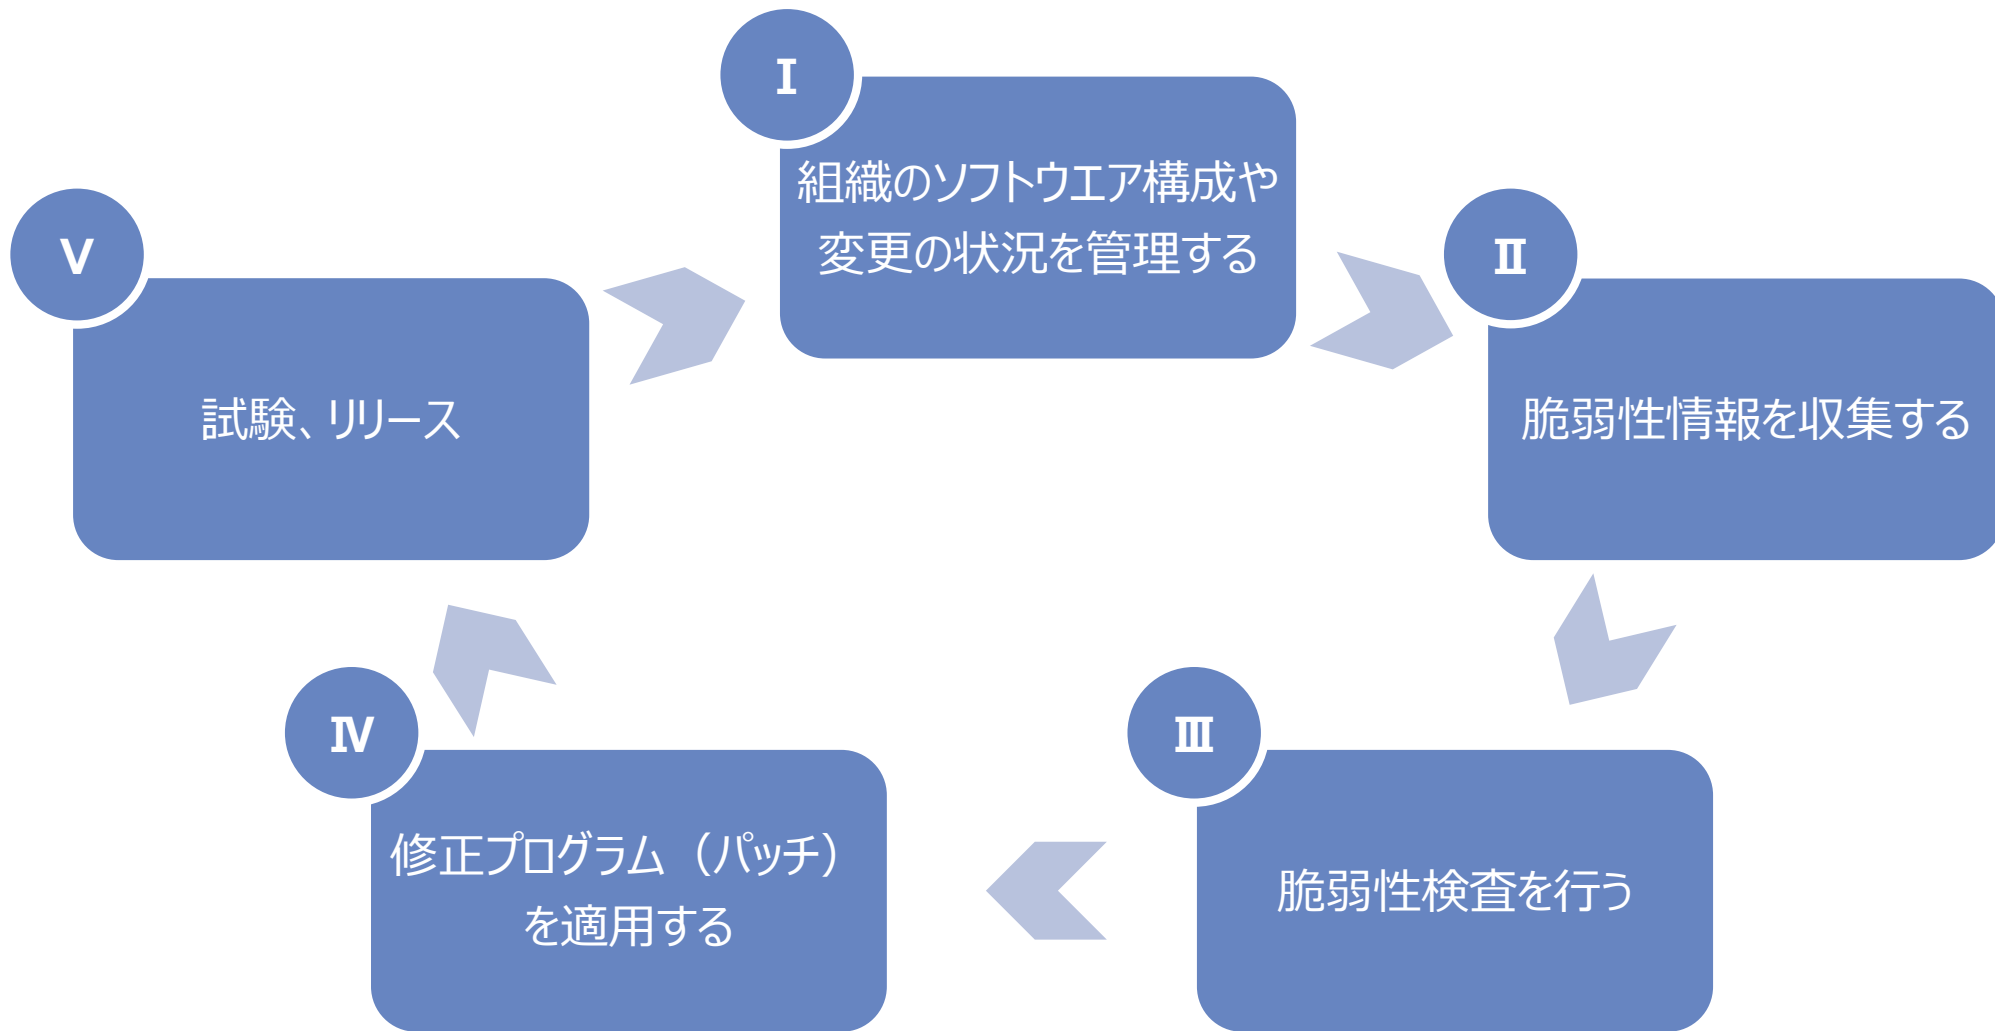 Ⅰ
組織のソフトウエア構成や
変更の状況を管理する
Ⅱ
脆弱性情報を収集する
Ⅲ
脆弱性検査を行う
Ⅳ
修正プログラム（パッチ）
を適用する
Ⅴ
試験、リリース